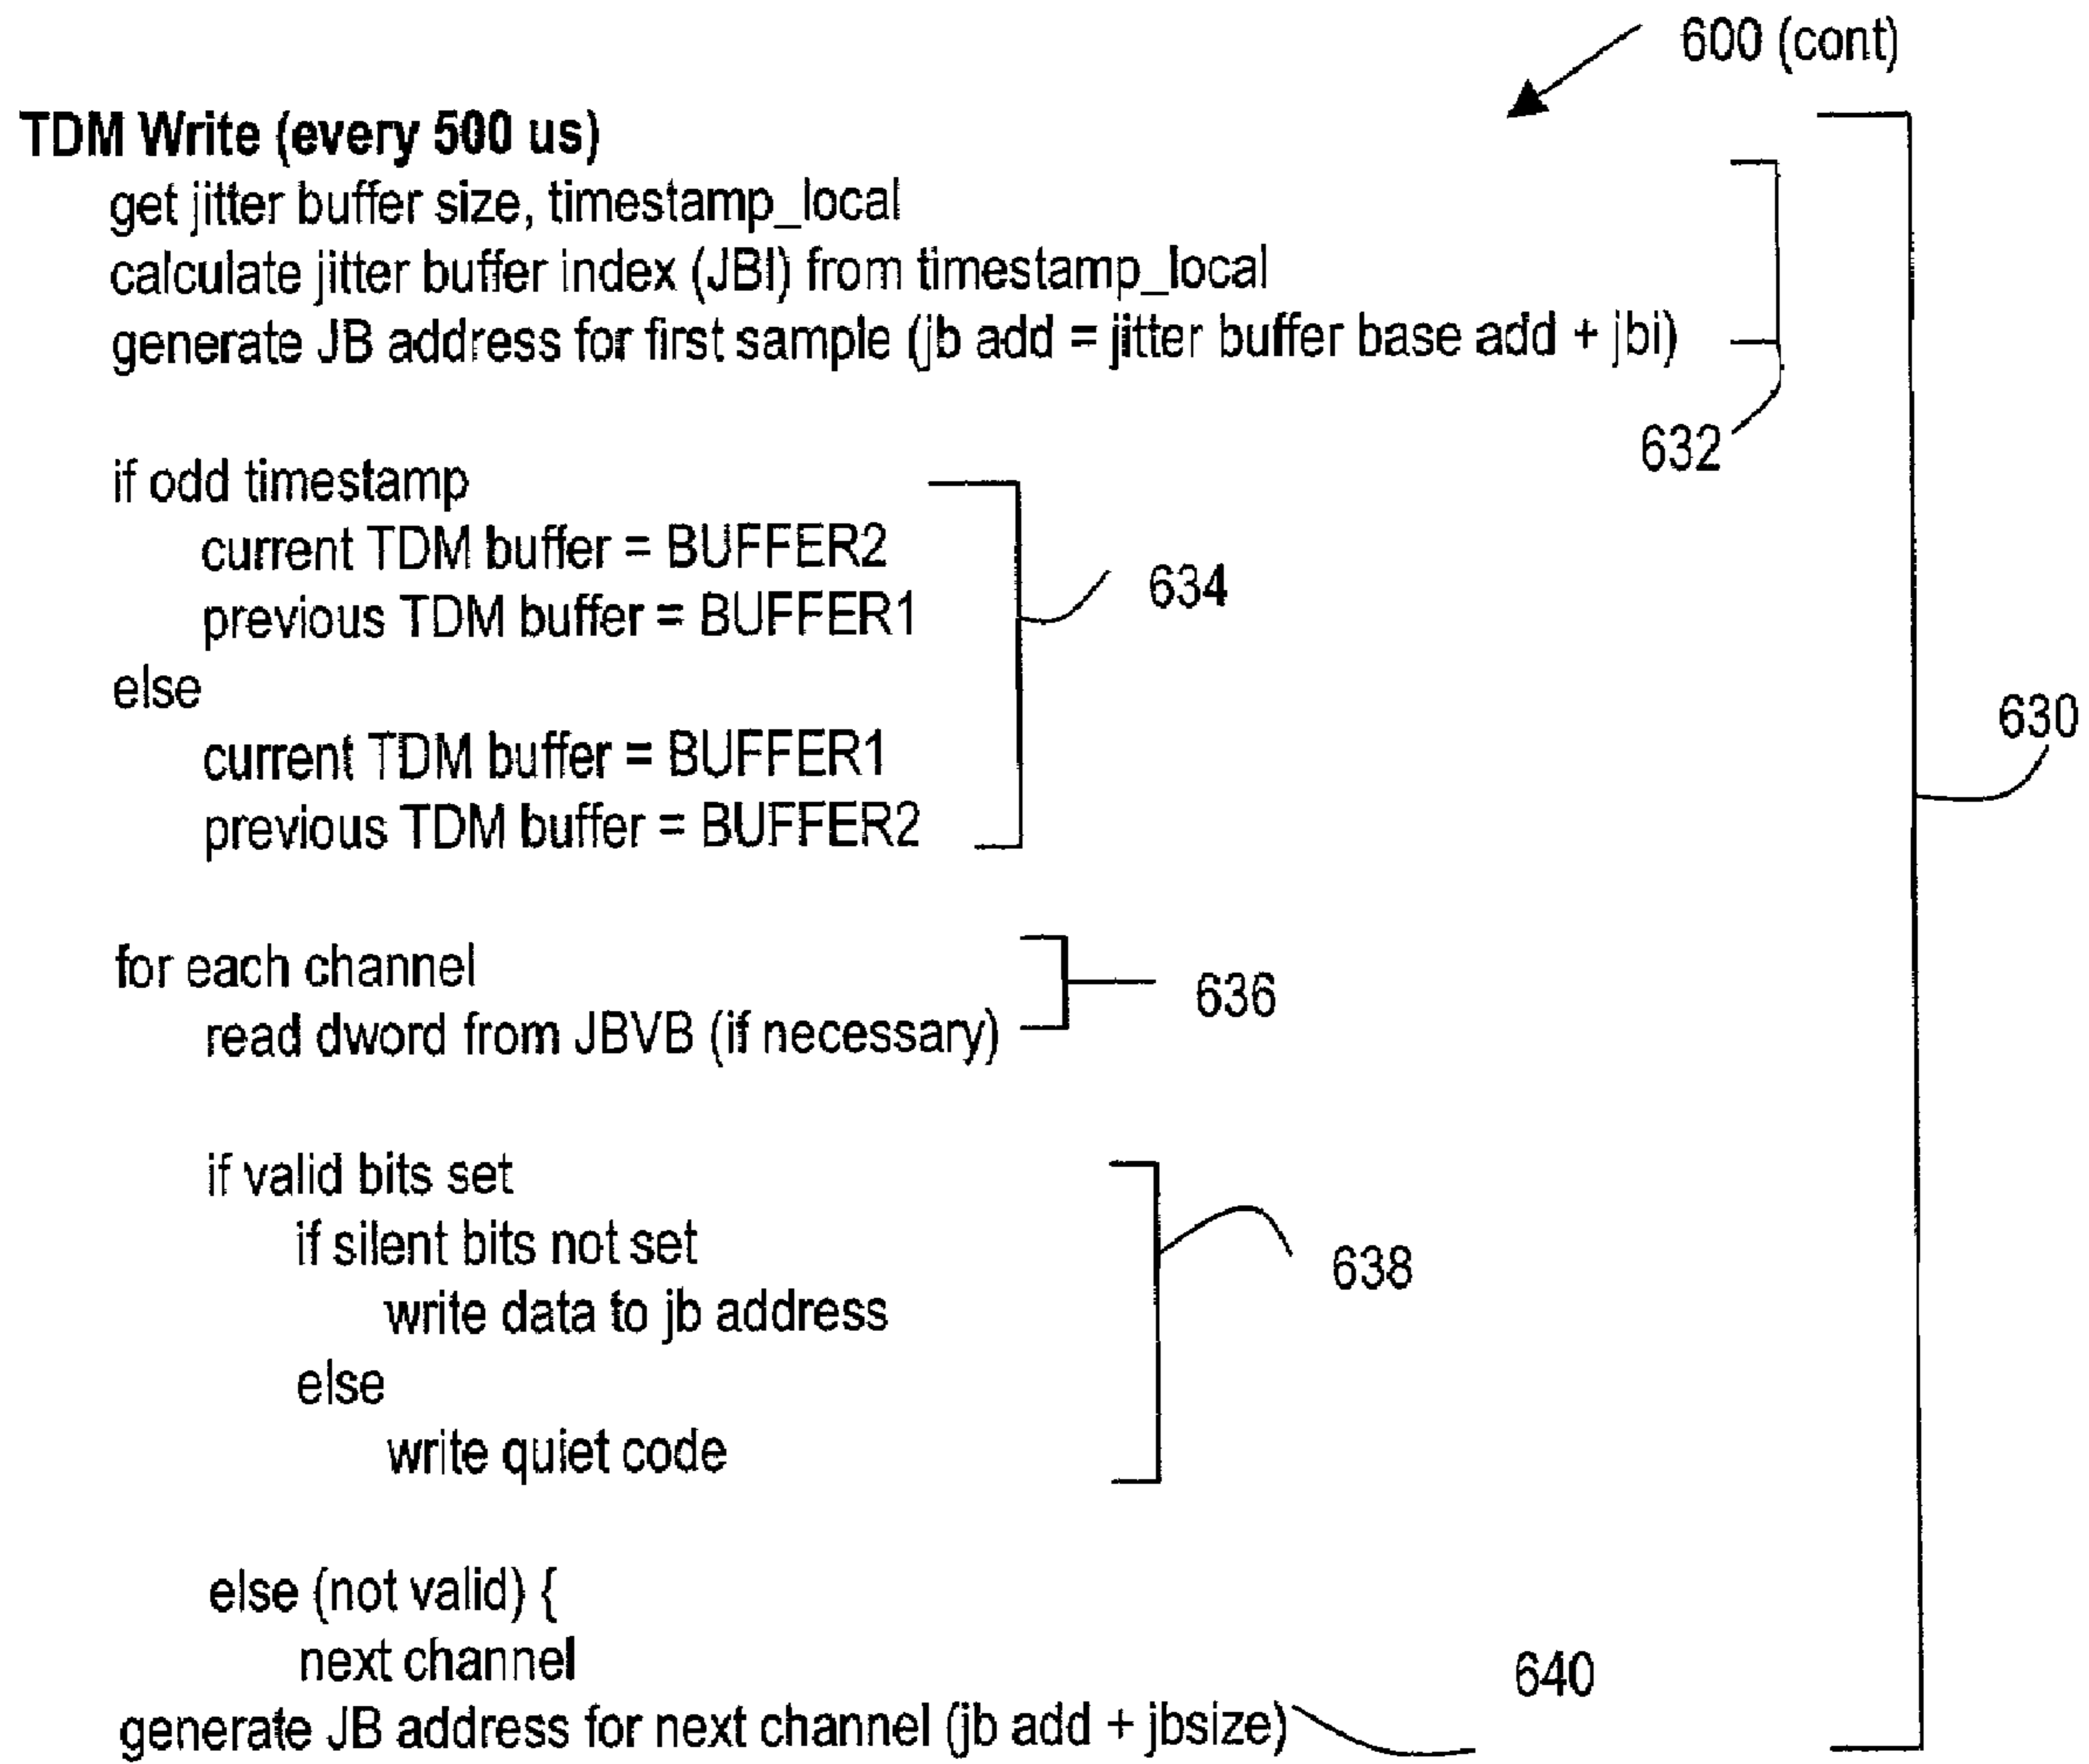 600 (cont)
TDM Write (every 500 us)
get jitter buffer size, timestamp_local
calculate jitter buffer index (JBI) from timestamp_local
generate JB address for first sample (jb add = jitter buffer base add + jbi)
632
if odd timestamp
current TDM buffer = BUFFER2
previous TDM buffer = BUFFER1
634
else
current TDM buffer = BUFFER1
previous TDM buffer = BUFFER2
630
for each channel
read dword from JBVB (if necessary)
636
if valid bits set
if silent bits not set
write data to jb address
638
else
write quiet code
else (not valid) {
next channel
640
generate JB address for next channel (jb add + jbsize)